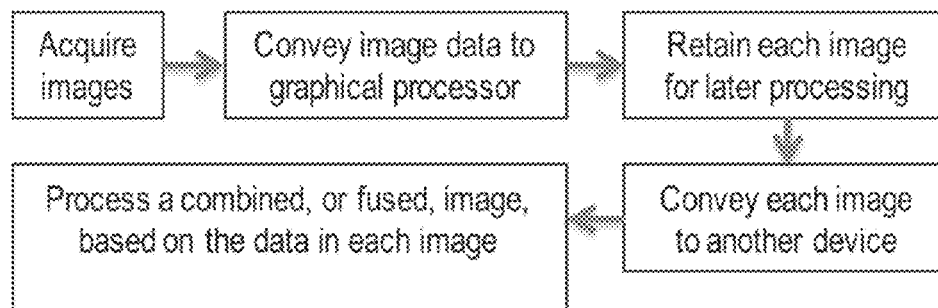 Acquire
images
Convey image data to
graphical processor
Retain each image
for later processing
Convey each image
to another device
Process a combined, or fused, image,
based on the data in each image